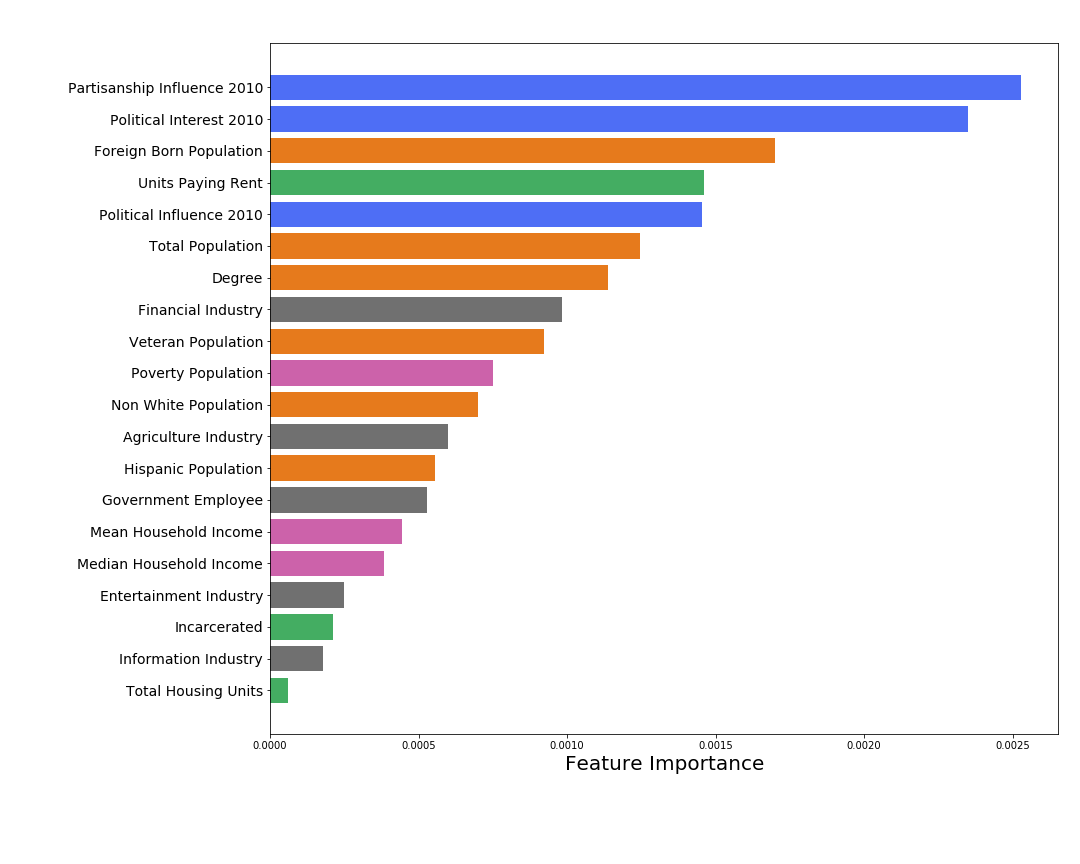 Partisanship Influence 2010
Political Interest 2010
Foreign Born Population
Units Paying Rent
Political Influence 2010
Total Population
Degree
Financial Industry
Veteran Population
Poverty Population
Non White Population
Agriculture Industry
Hispanic Population
Government Employee
Mean Household Income
Median Household Income
Entertainment Industry
Incarcerated
Information Industry
Total Housing Units
0.0000 0.0005 0.0010 0.0015 0.0020 0.0025
Feature Importance